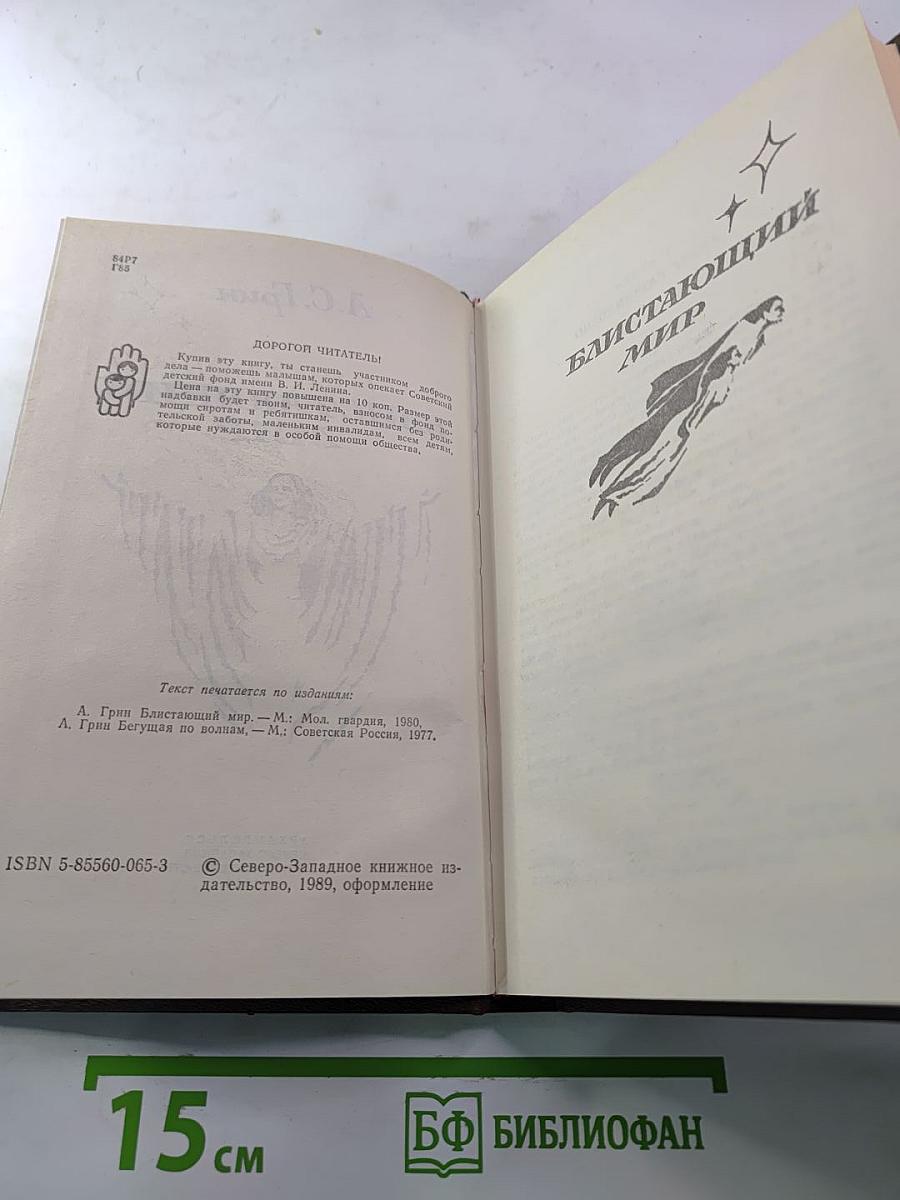 84Р7
Г85
ДОРОГОЙ ЧИТАТЕЛЬ!
Купив эту книгу, ты станешь участником доброго
дела — поможешь малышам, которых опекает Советский
детский фонд имени В. И. Ленина.
Цена на эту книгу повышена на 10 коп. Размер этой
надбавки будет твоим, читатель, взносом в фонд по-
мощи сиротам и ребятишкам, оставшимся без роди-
тельской заботы, маленьким инвалидам, всем детям,
которые нуждаются в особой помощи общества.
Текст печатается по изданиям:
А. Грин Блистающий мир. — М.: Мол. гвардия, 1980,
А. Грин Бегущая по волнам, — М.: Советская Россия, 1977.
ISBN 5-85560-065-3
© Северо-Западное книжное из-
дательство, 1989, оформление
БЛИСТАЮЩИЙ
МИР
15 см
БФ БИБЛИОФАН